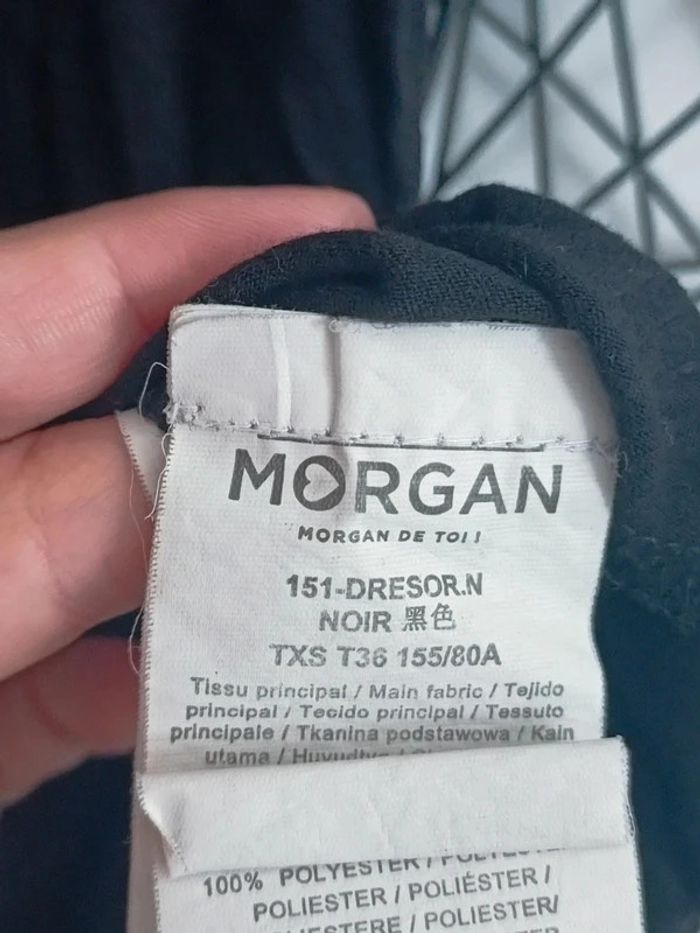 MORGAN
MORGAN DE TOI !
151-DRESOR.N
NOIR 黑色
TXS T36 155/80A
Tissu principal / Main fabric / Tejido
principal / Tecido principal / Tessuto
principale / Tkanina podstawowa / Kain
utama /
100% POLYESTER /
POLIESTER / POLIÉSTER /
POLIESTER/